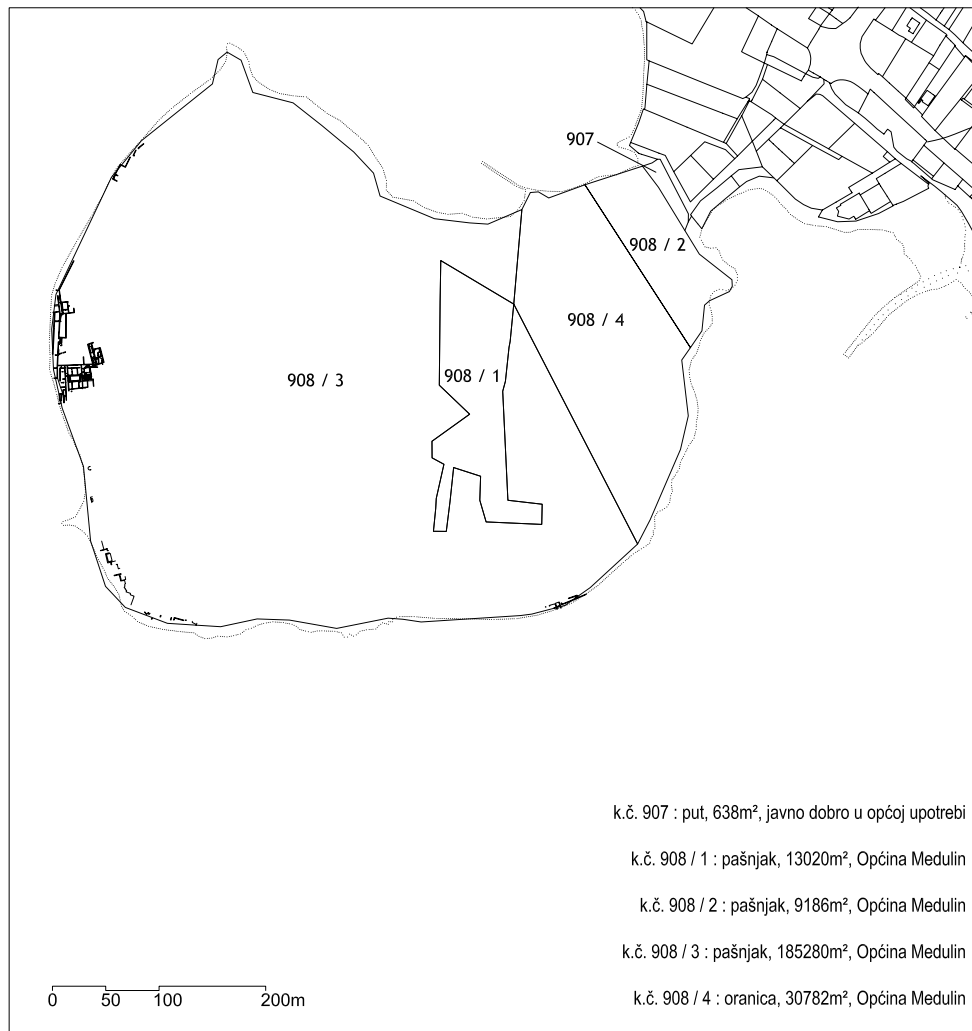 907
908 / 2
908 / 4
908 / 3
908 / 1
k.č. 907 : put, 638m², javno dobro u općoj upotrebi
k.č. 908 / 1 : pašnjak, 13020m², Općina Medulin
k.č. 908 / 2 : pašnjak, 9186m², Općina Medulin
k.č. 908 / 3 : pašnjak, 185280m², Općina Medulin
k.č. 908 / 4 : oranica, 30782m², Općina Medulin
0 50 100 200m